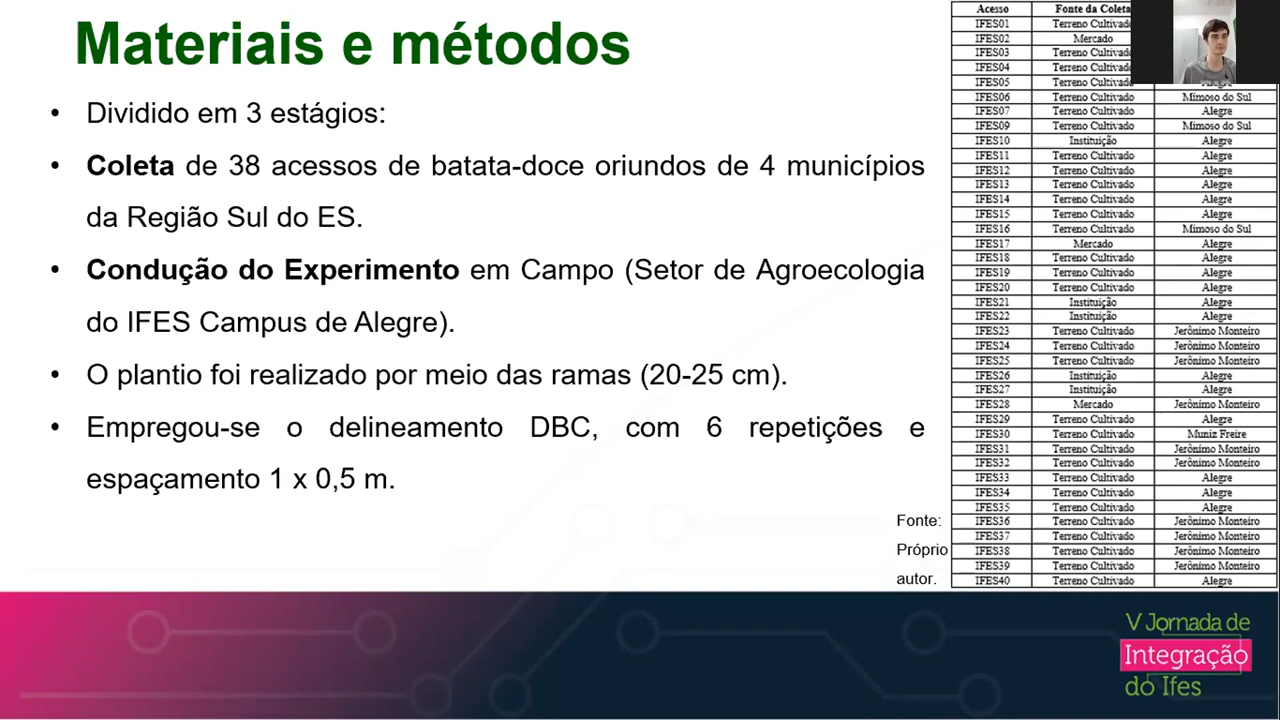 Materiais e métodos
• Dividido em 3 estágios:
• Coleta de 38 acessos de batata-doce oriundos de 4 municípios
da Região Sul do ES.
• Condução do Experimento em Campo (Setor de Agroecologia
do IFES Campus de Alegre).
• O plantio foi realizado por meio das ramas (20-25 cm).
• Empregou-se o delineamento DBC, com 6 repetições e
espaçamento 1 x 0,5 m.
Fonte:
Próprio
autor.
Acesso Fonte da Coleta
IFES01 Terreno Cultivado
IFES02 Mercado
IFES03 Terreno Cultivado
IFES04 Terreno Cultivado
IFES05 Terreno Cultivado Alegre
IFES06 Terreno Cultivado Mimoso do Sul
IFES07 Terreno Cultivado Alegre
IFES09 Terreno Cultivado Mimoso do Sul
IFES10 Instituição Alegre
IFES11 Terreno Cultivado Alegre
IFES12 Terreno Cultivado Alegre
IFES13 Terreno Cultivado Alegre
IFES14 Terreno Cultivado Alegre
IFES15 Terreno Cultivado Alegre
IFES16 Terreno Cultivado Mimoso do Sul
IFES17 Mercado Alegre
IFES18 Terreno Cultivado Alegre
IFES19 Terreno Cultivado Alegre
IFES20 Terreno Cultivado Alegre
IFES21 Instituição Alegre
IFES22 Instituição Alegre
IFES23 Terreno Cultivado Jerônimo Monteiro
IFES24 Terreno Cultivado Jerônimo Monteiro
IFES25 Terreno Cultivado Jerônimo Monteiro
IFES26 Instituição Alegre
IFES27 Instituição Alegre
IFES28 Mercado Jerônimo Monteiro
IFES29 Terreno Cultivado Alegre
IFES30 Terreno Cultivado Muniz Freire
IFES31 Terreno Cultivado Jerônimo Monteiro
IFES32 Terreno Cultivado Jerônimo Monteiro
IFES33 Terreno Cultivado Alegre
IFES34 Terreno Cultivado Alegre
IFES35 Terreno Cultivado Alegre
IFES36 Terreno Cultivado Jerônimo Monteiro
IFES37 Terreno Cultivado Jerônimo Monteiro
IFES38 Terreno Cultivado Jerônimo Monteiro
IFES39 Terreno Cultivado Jerônimo Monteiro
IFES40 Terreno Cultivado Alegre
V Jornada de
Integração
do Ifes